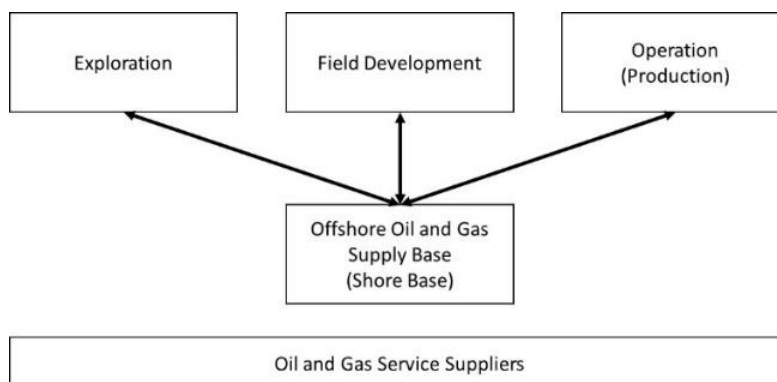 Exploration
Field Development
Operation
(Production)
Offshore Oil and Gas
Supply Base
(Shore Base)
Oil and Gas Service Suppliers